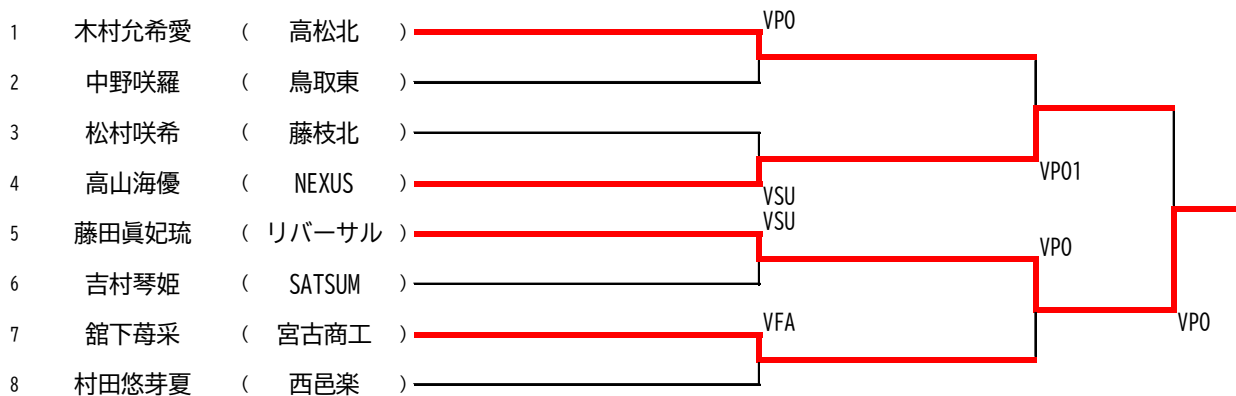 1 木村允希愛 ( 高松北 ) VPO
2 中野咲羅 ( 鳥取東 )
3 松村咲希 ( 藤枝北 )
VPO1
4 高山海優 ( NEXUS ) VSU
5 藤田眞妃琉 ( リバーサル ) VSU
VPO
6 吉村琴姫 ( SATSUM )
7 舘下苺采 ( 宮古商工 ) VFA
VPO
8 村田悠芽夏 ( 西邑楽 )